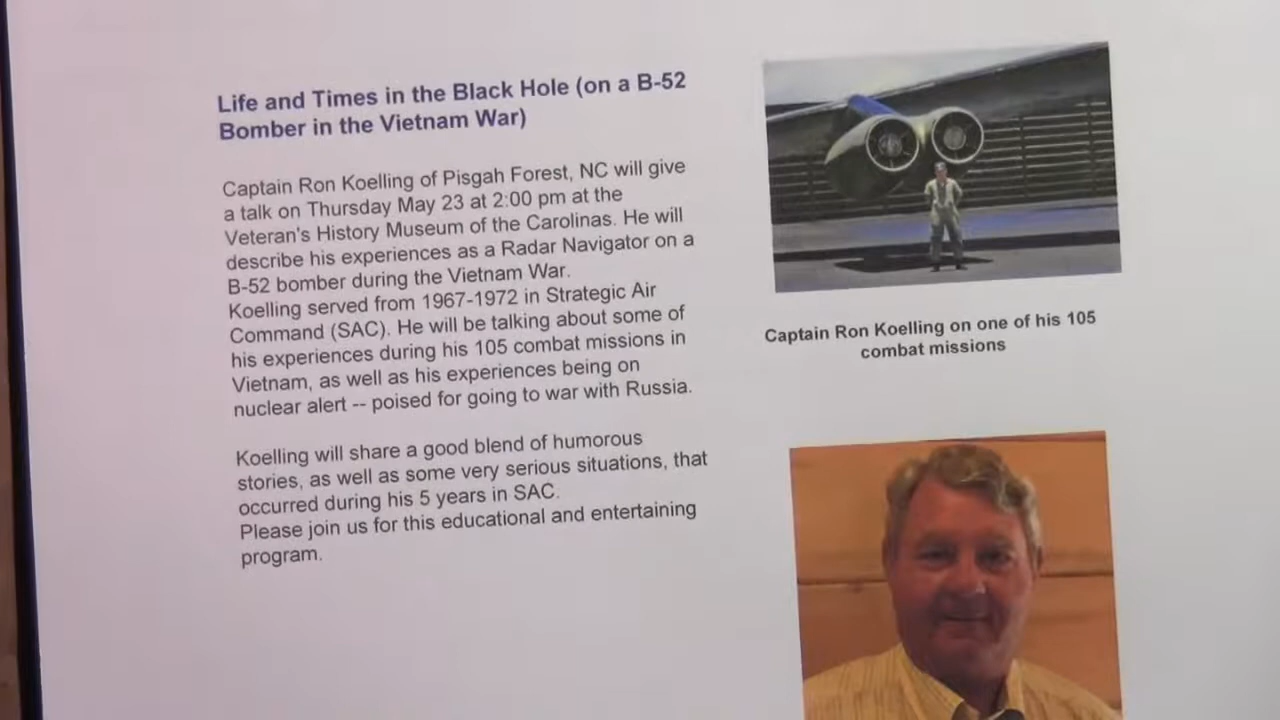 Life and Times in the Black Hole (on a B-52
Bomber in the Vietnam War)
Captain Ron Koelling of Pisgah Forest, NC will give
a talk on Thursday May 23 at 2:00 pm at the
Veteran's History Museum of the Carolinas. He will
describe his experiences as a Radar Navigator on a
B-52 bomber during the Vietnam War.
Koelling served from 1967-1972 in Strategic Air
Command (SAC). He will be talking about some of
his experiences during his 105 combat missions in
Vietnam, as well as his experiences being on
nuclear alert -- poised for going to war with Russia.
Koelling will share a good blend of humorous
stories, as well as some very serious situations, that
occurred during his 5 years in SAC.
Please join us for this educational and entertaining
program.
Captain Ron Koelling on one of his 105
combat missions